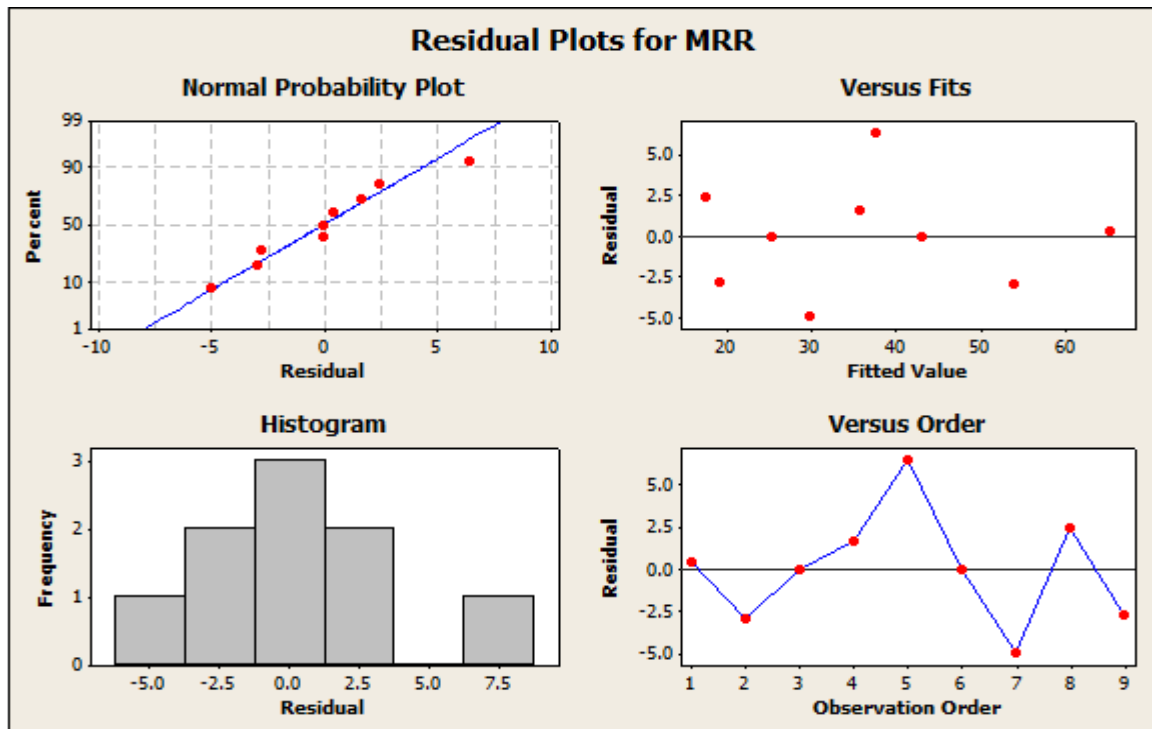 Residual Plots for MRR
Normal Probability Plot
99
90
50
10
1
Percent
-10 -5 0 5 10
Residual
Versus Fits
5.0
2.5
0.0
-2.5
-5.0
Residual
20 30 40 50 60
Fitted Value
Histogram
3
2
1
0
Frequency
-5.0 -2.5 0.0 2.5 5.0 7.5
Residual
Versus Order
5.0
2.5
0.0
-2.5
-5.0
Residual
1 2 3 4 5 6 7 8 9
Observation Order